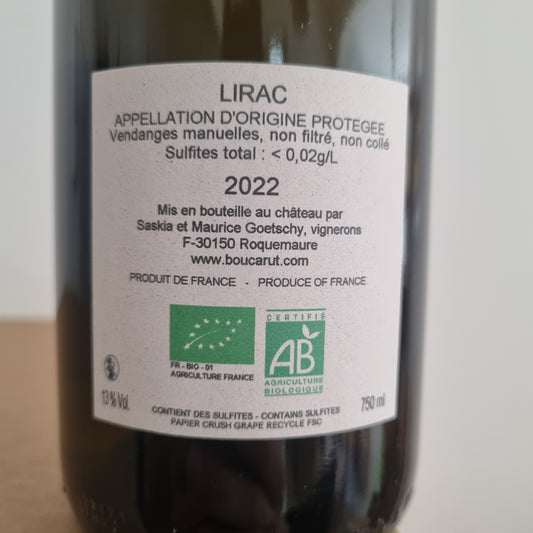 LIRAC
APPELLATION D'ORIGINE PROTEGEE
Vendanges manuelles, non filtré, non collé
Sulfites total : < 0,02g/L
2022
Mis en bouteille au château par
Saskia et Maurice Goetschy, vignerons
F-30150 Roquemaure
www.boucarut.com
PRODUIT DE FRANCE - PRODUCE OF FRANCE
CERTIFIÉ
AB
AGRICULTURE
BIOLOGIQUE
FR - BIO - 01
AGRICULTURE FRANCE
13 % Vol.
750 ml
CONTIENT DES SULFITES - CONTAINS SULFITES
PAPIER CRUSH GRAPE RECYCLE FSC